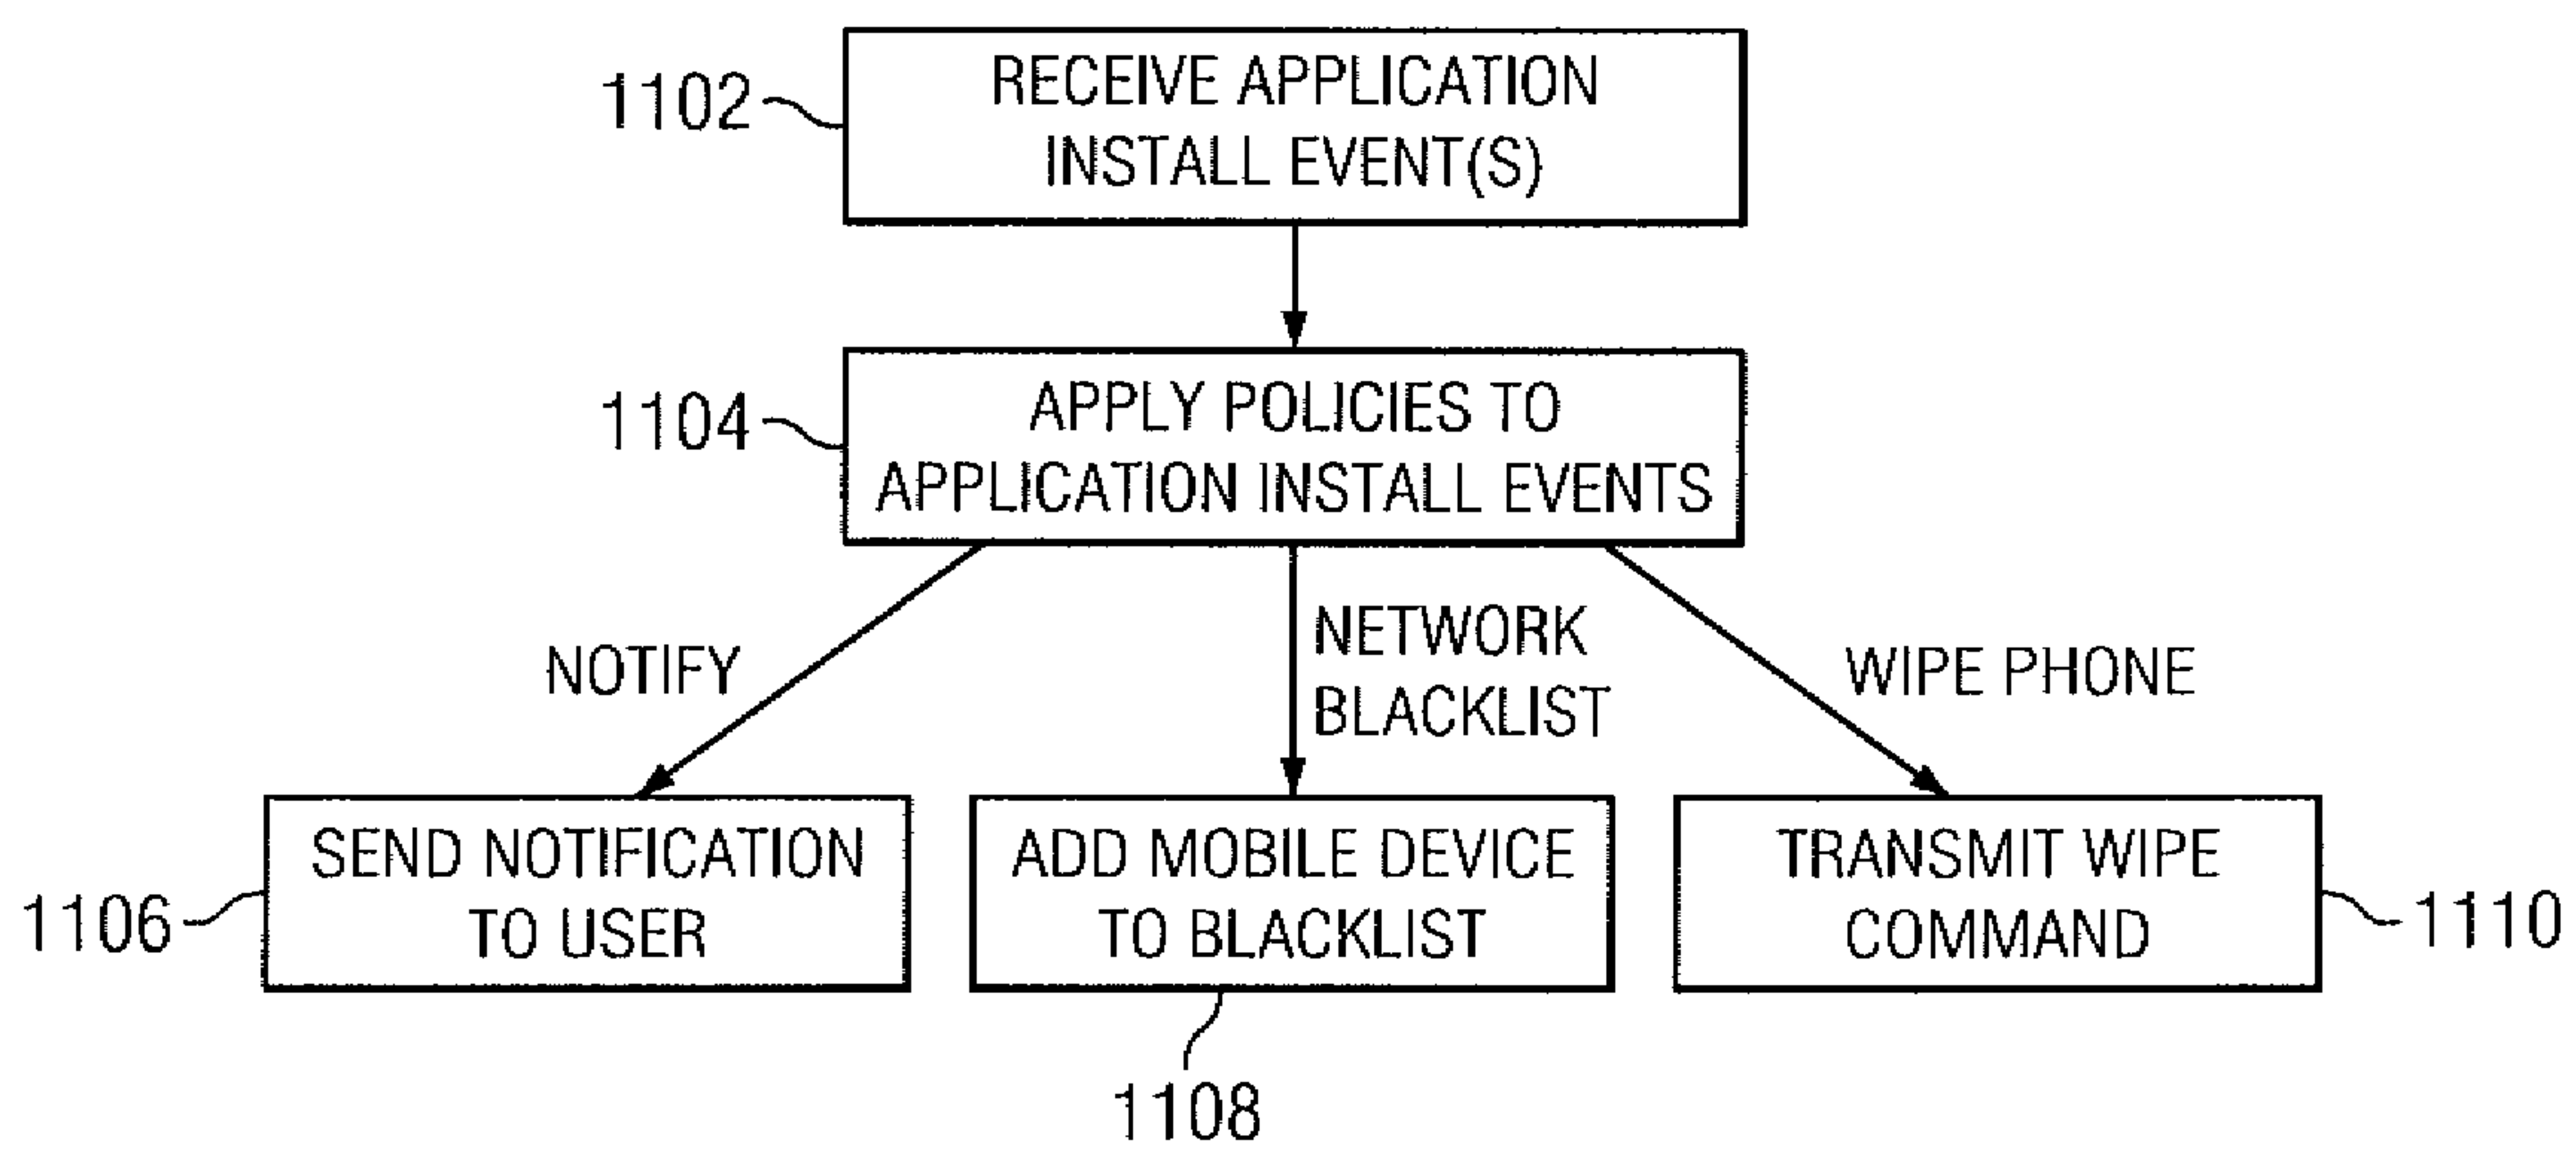 1102
RECEIVE APPLICATION
INSTALL EVENT(S)
1104
APPLY POLICIES TO
APPLICATION INSTALL EVENTS
NOTIFY
NETWORK
BLACKLIST
WIPE PHONE
1106
SEND NOTIFICATION
TO USER
ADD MOBILE DEVICE
TO BLACKLIST
1108
TRANSMIT WIPE
COMMAND
1110